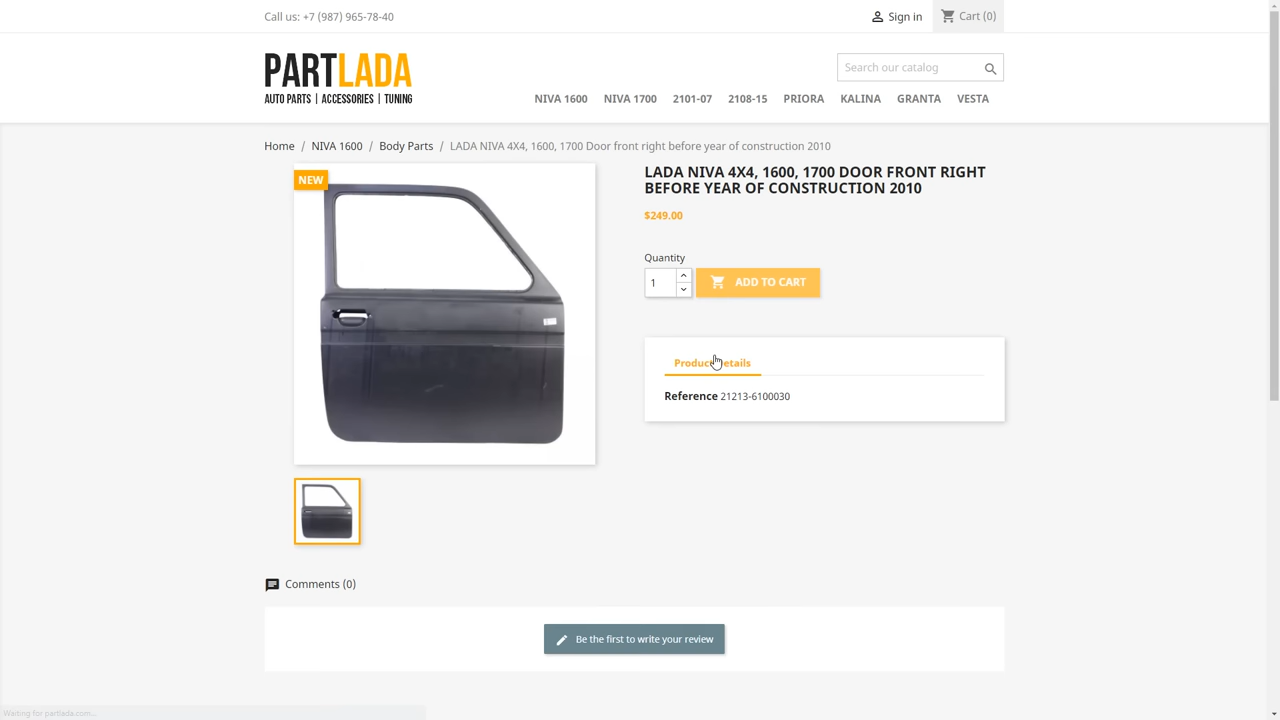 Call us: +7 (987) 965-78-40
Sign in
Cart (0)
PARTLADA
AUTO PARTS | ACCESSORIES | TUNING
Search our catalog
NIVA 1600
NIVA 1700
2101-07
2108-15
PRIORA
KALINA
GRANTA
VESTA
Home / NIVA 1600 / Body Parts / LADA NIVA 4X4, 1600, 1700 Door front right before year of construction 2010
NEW
LADA NIVA 4X4, 1600, 1700 DOOR FRONT RIGHT
BEFORE YEAR OF CONSTRUCTION 2010
$249.00
Quantity
1
ADD TO CART
Product Details
Reference 21213-6100030
Comments (0)
Be the first to write your review
Waiting for partlada.com...